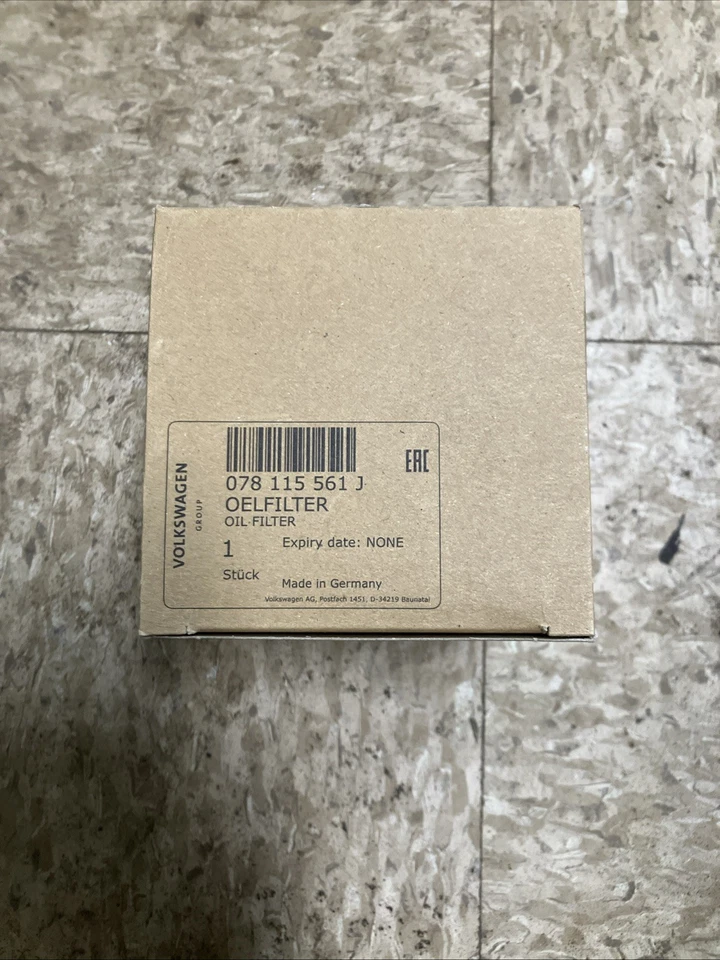 VOLKSWAGEN
GROUP
EAC
078 115 561 J
OELFILTER
OIL FILTER
1
Expiry date: NONE
Stück
Made in Germany
Volkswagen AG, Postfach 1451, D-34219 Baunatal